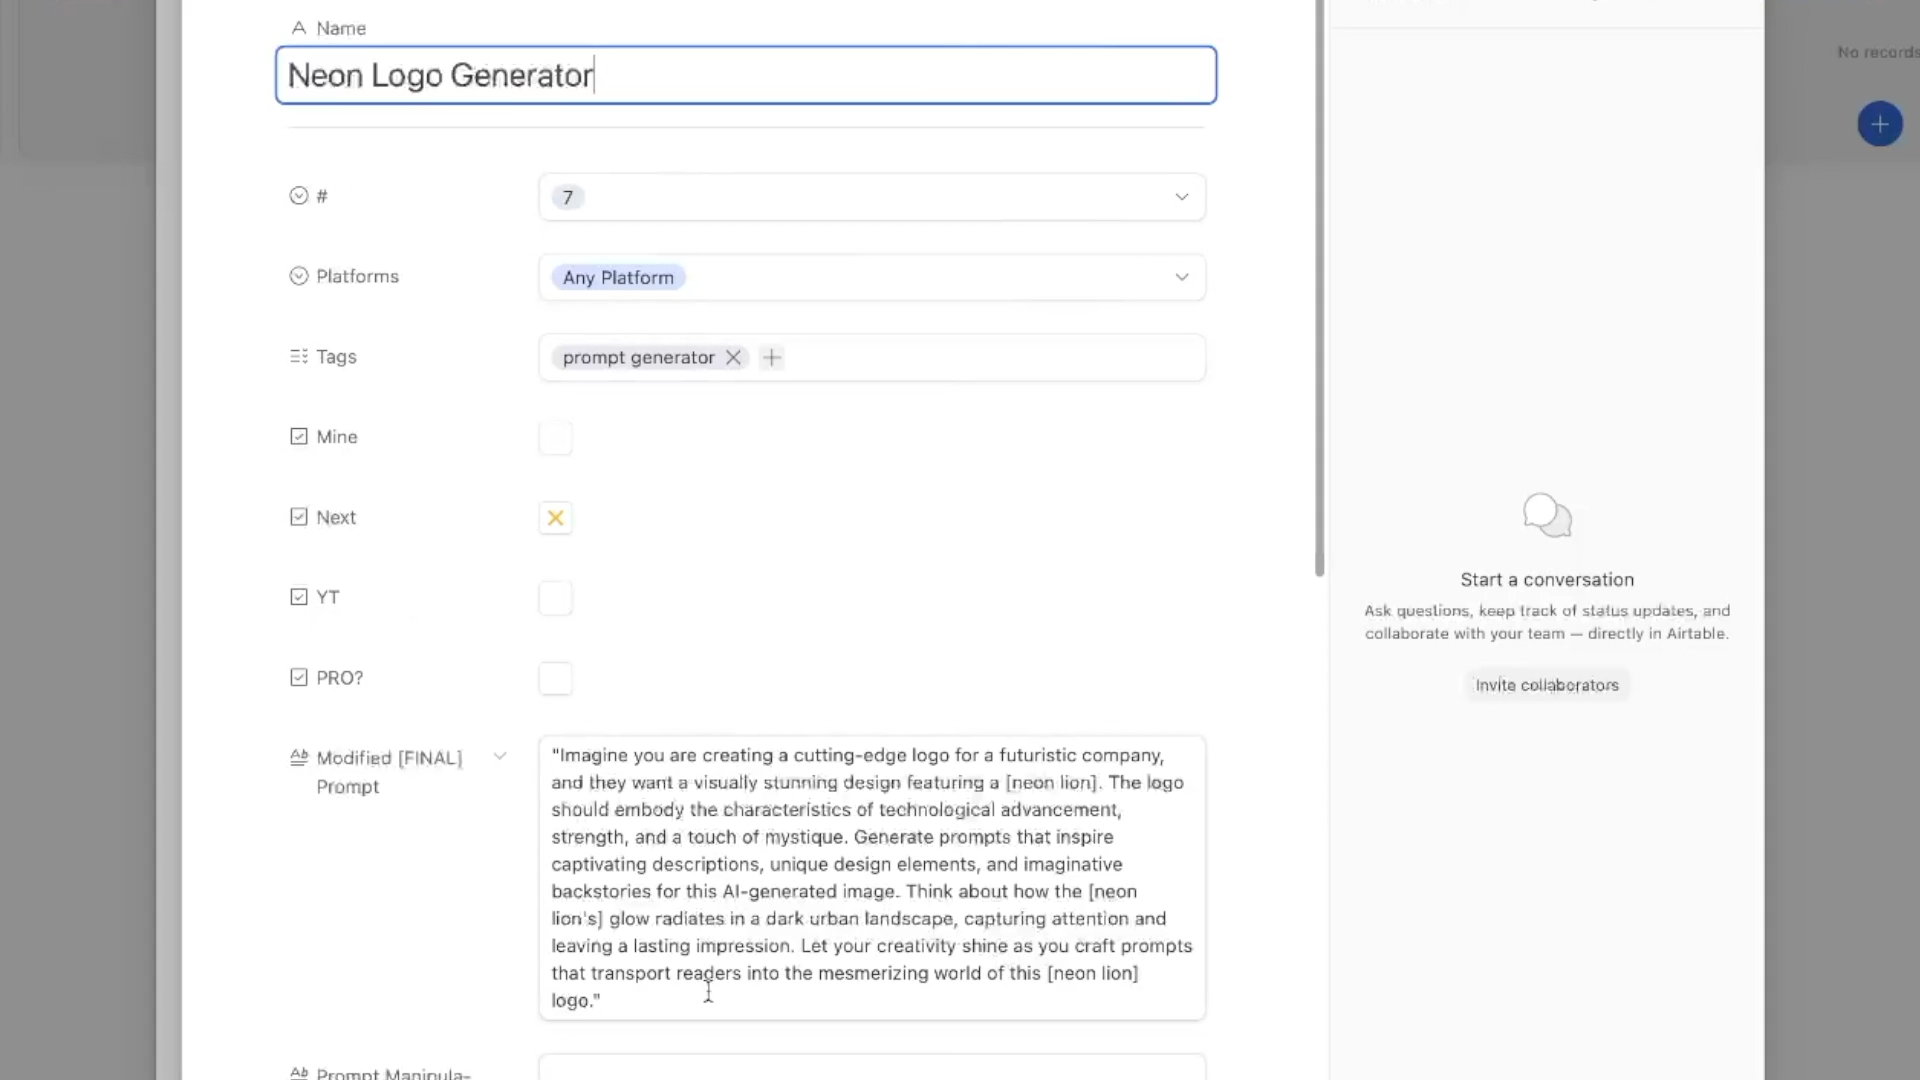 Name
No records
Neon Logo Generator
#
7
Platforms
Any Platform
Tags
prompt generator
Mine
Next
YT
Start a conversation
Ask questions, keep track of status updates, and
collaborate with your team — directly in Airtable.
PRO?
Invite collaborators
Modified [FINAL]
Prompt
"Imagine you are creating a cutting-edge logo for a futuristic company,
and they want a visually stunning design featuring a [neon lion]. The logo
should embody the characteristics of technological advancement,
strength, and a touch of mystique. Generate prompts that inspire
captivating descriptions, unique design elements, and imaginative
backstories for this AI-generated image. Think about how the [neon
lion's] glow radiates in a dark urban landscape, capturing attention and
leaving a lasting impression. Let your creativity shine as you craft prompts
that transport readers into the mesmerizing world of this [neon lion]
logo."
Prompt Manipula-